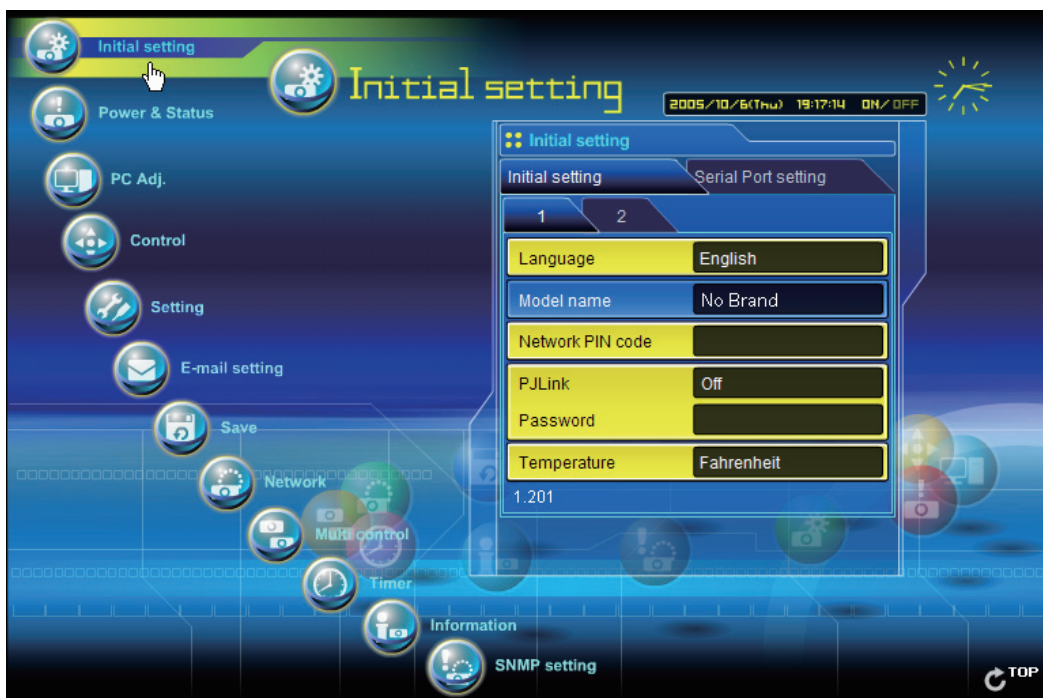 Initial setting
Initial setting
2005/10/6(Thu) 19:17:14 ON/OFF
Power & Status
PC Adj.
Control
Setting
E-mail setting
Save
Network
Multi control
Timer
Information
SNMP setting
Initial setting
Initial setting Serial Port setting
1 2
Language English
Model name No Brand
Network PIN code
PJLink Off
Password
Temperature Fahrenheit
1.201
TOP